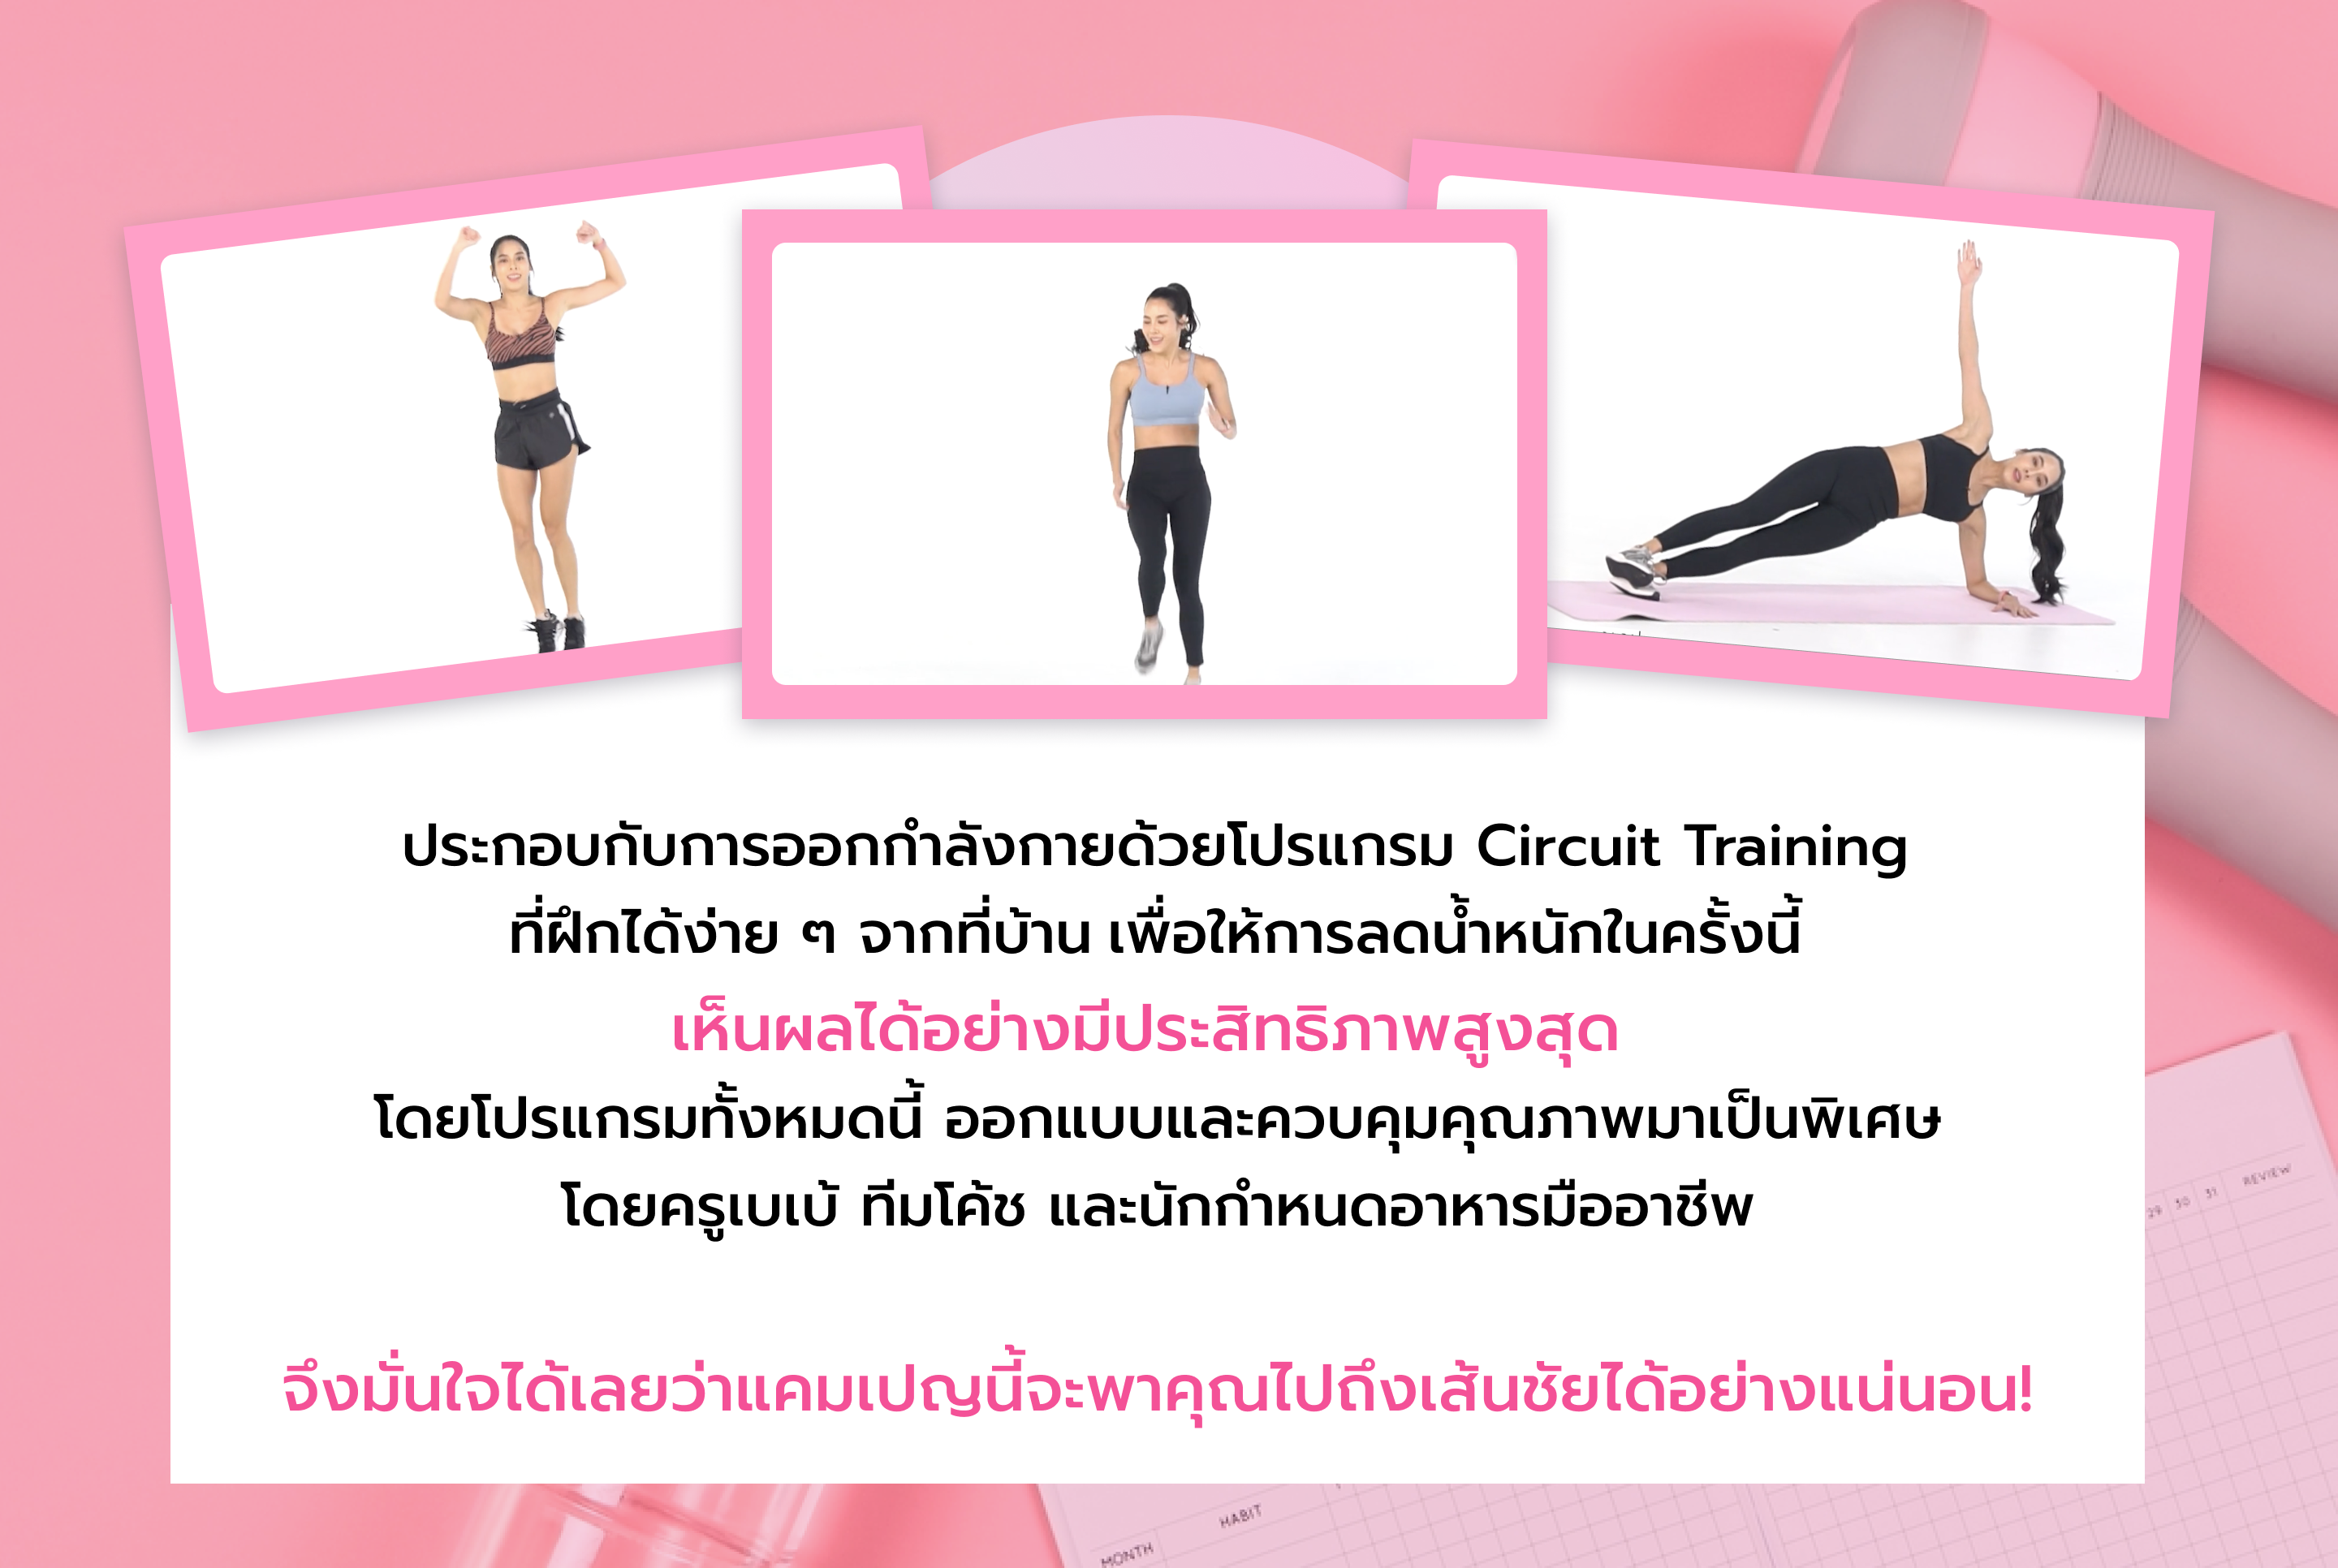 ประกอบกับการออกกำลังกายด้วยโปรแกรม Circuit Training
ที่ฝึกได้ง่าย ๆ จากที่บ้าน เพื่อให้การลดน้ำหนักในครั้งนี้
เห็นผลได้อย่างมีประสิทธิภาพสูงสุด
โดยโปรแกรมทั้งหมดนี้ ออกแบบและควบคุมคุณภาพมาเป็นพิเศษ
โดยครูเบเบ้ ทีมโค้ช และนักกำหนดอาหารมืออาชีพ
จึงมั่นใจได้เลยว่าแคมเปญนี้จะพาคุณไปถึงเส้นชัยได้อย่างแน่นอน!
29 30 31 REVIEW
HABIT
MONTH